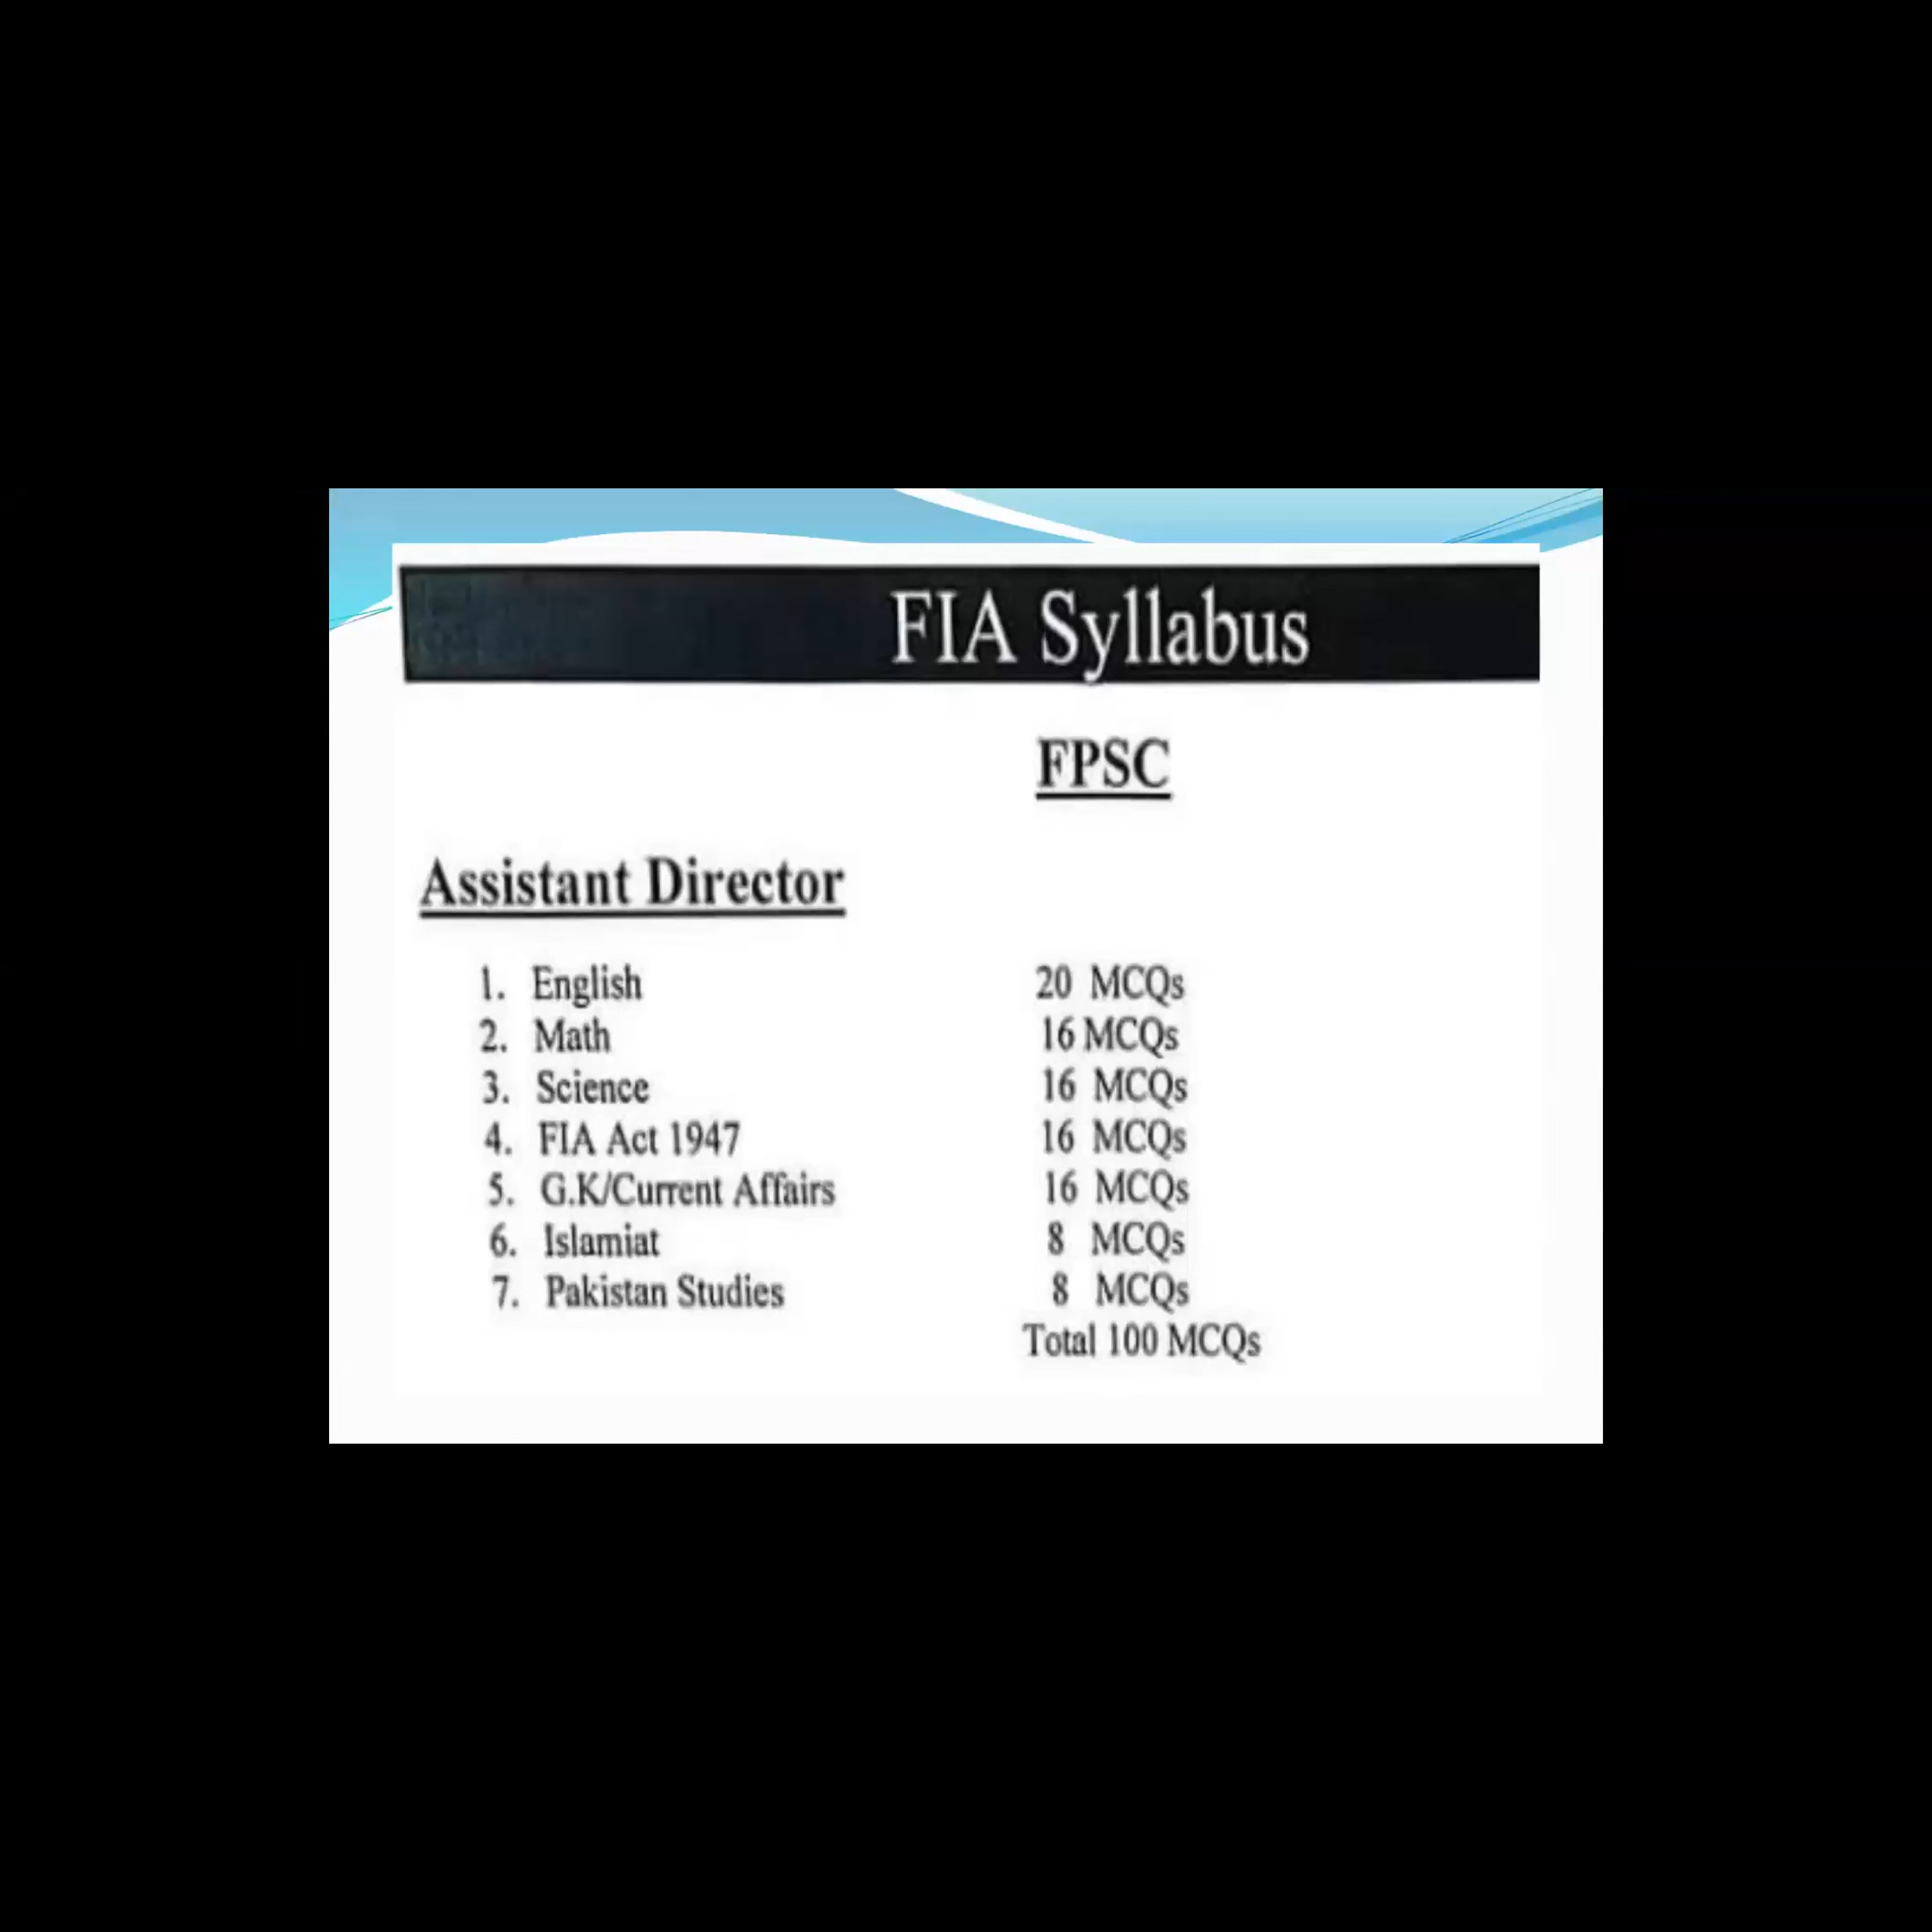 FIA Syllabus
FPSC
Assistant Director
1. English 20 MCQs
2. Math 16 MCQs
3. Science 16 MCQs
4. FIA Act 1947 16 MCQs
5. G.K/Current Affairs 16 MCQs
6. Islamiat 8 MCQs
7. Pakistan Studies 8 MCQs
Total 100 MCQs